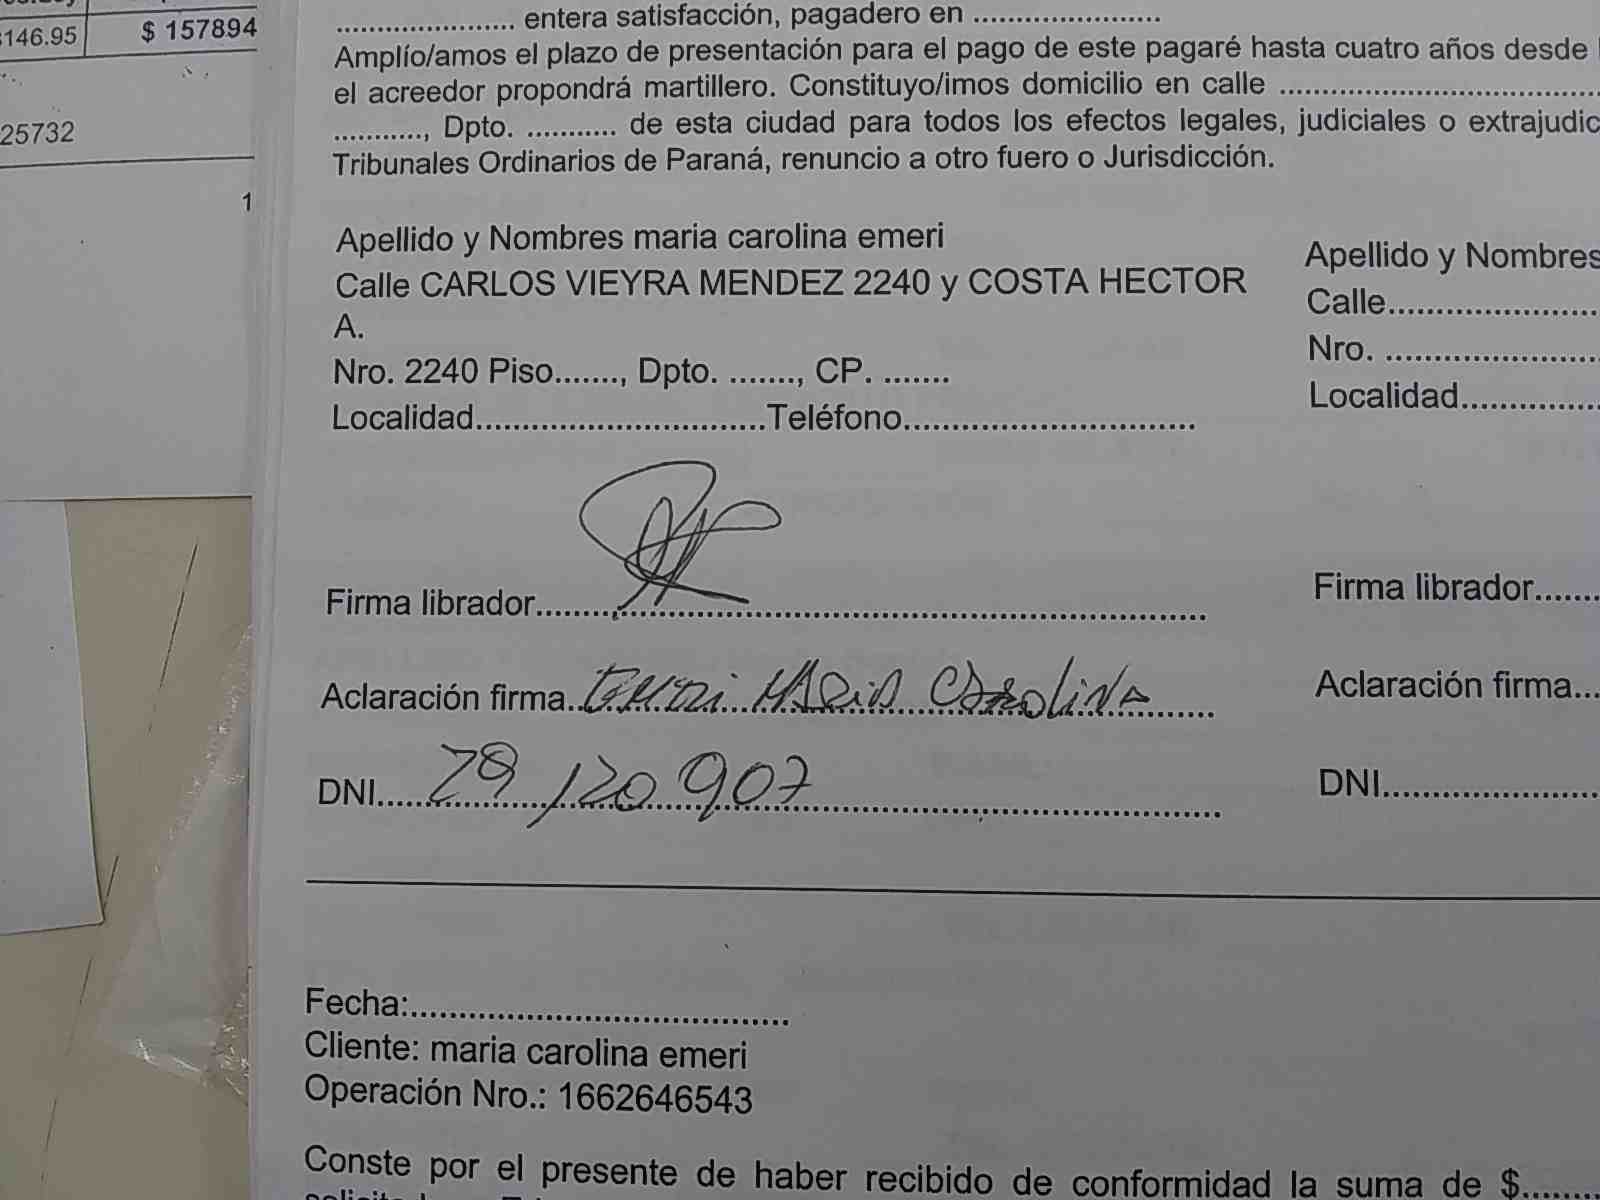 $146.95 $ 157894
25732
1
..................... entera satisfacción, pagadero en ......................
Amplío/amos el plazo de presentación para el pago de este pagaré hasta cuatro años desde
el acreedor propondrá martillero. Constituyo/imos domicilio en calle ......................................
..........., Dpto. ........... de esta ciudad para todos los efectos legales, judiciales o extrajudic
Tribunales Ordinarios de Paraná, renuncio a otro fuero o Jurisdicción.
Apellido y Nombres maria carolina emeri
Calle CARLOS VIEYRA MENDEZ 2240 y COSTA HECTOR
A.
Nro. 2240 Piso......., Dpto. ......., CP. .......
Localidad..............................Teléfono..............................
Firma librador.....................................................................
Aclaración firma..Emeri MARIA CAROLINA
DNI.....29120907
Apellido y Nombres
Calle......................
Nro. ......................
Localidad...............
Firma librador.......
Aclaración firma...
DNI.......................
Fecha:.......................................
Cliente: maria carolina emeri
Operación Nro.: 1662646543
Conste por el presente de haber recibido de conformidad la suma de $.........